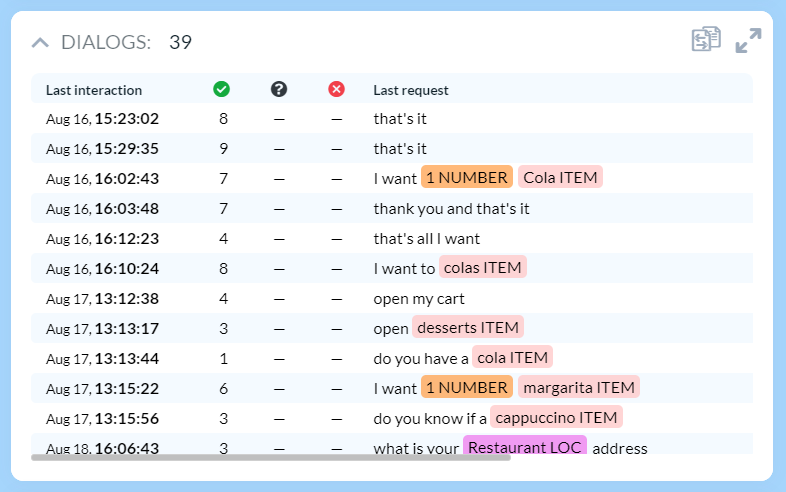 DIALOGS: 39
Last interaction Last request
Aug 16, 15:23:02 8 — — that's it
Aug 16, 15:29:35 9 — — that's it
Aug 16, 16:02:43 7 — — I want 1 NUMBER Cola ITEM
Aug 16, 16:03:48 7 — — thank you and that's it
Aug 16, 16:12:23 4 — — that's all I want
Aug 16, 16:10:24 8 — — I want to colas ITEM
Aug 17, 13:12:38 4 — — open my cart
Aug 17, 13:13:17 3 — — open desserts ITEM
Aug 17, 13:13:44 1 — — do you have a cola ITEM
Aug 17, 13:15:22 6 — — I want 1 NUMBER margarita ITEM
Aug 17, 13:15:56 3 — — do you know if a cappuccino ITEM
Aug 18, 16:06:43 3 — — what is your Restaurant LOC address